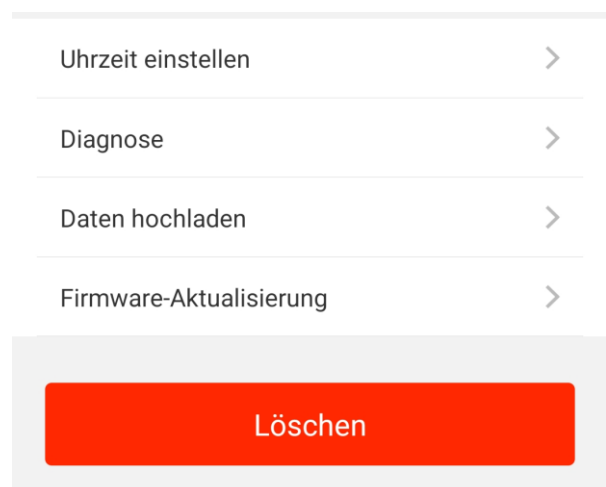 Uhrzeit einstellen
Diagnose
Daten hochladen
Firmware-Aktualisierung
Löschen